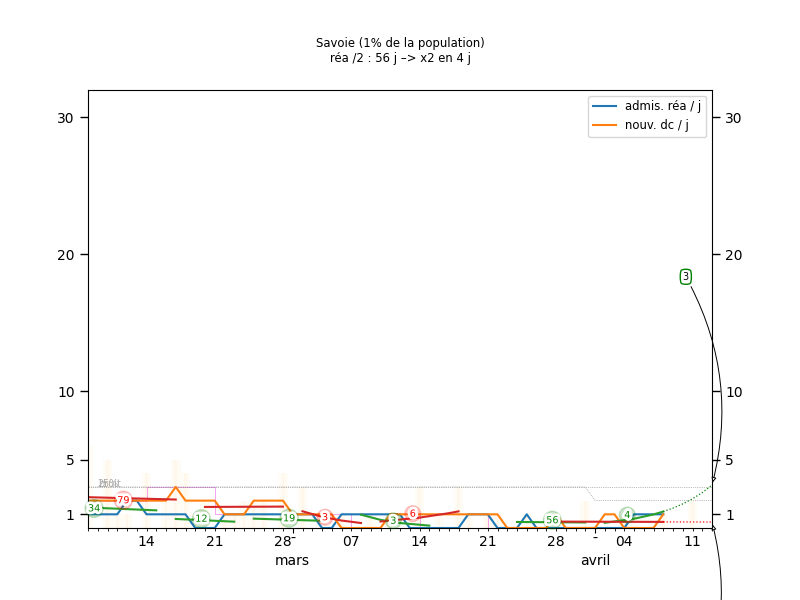 Savoie (1% de la population)
réa /2 : 56 j –> x2 en 4 j
admis. réa / j
nouv. dc / j
30 30
20 20
3
10 10
5 5
1 1
79
34
12
19
3
3
6
56
4
14 21 28 07 14 21 28 - 04 11
mars avril